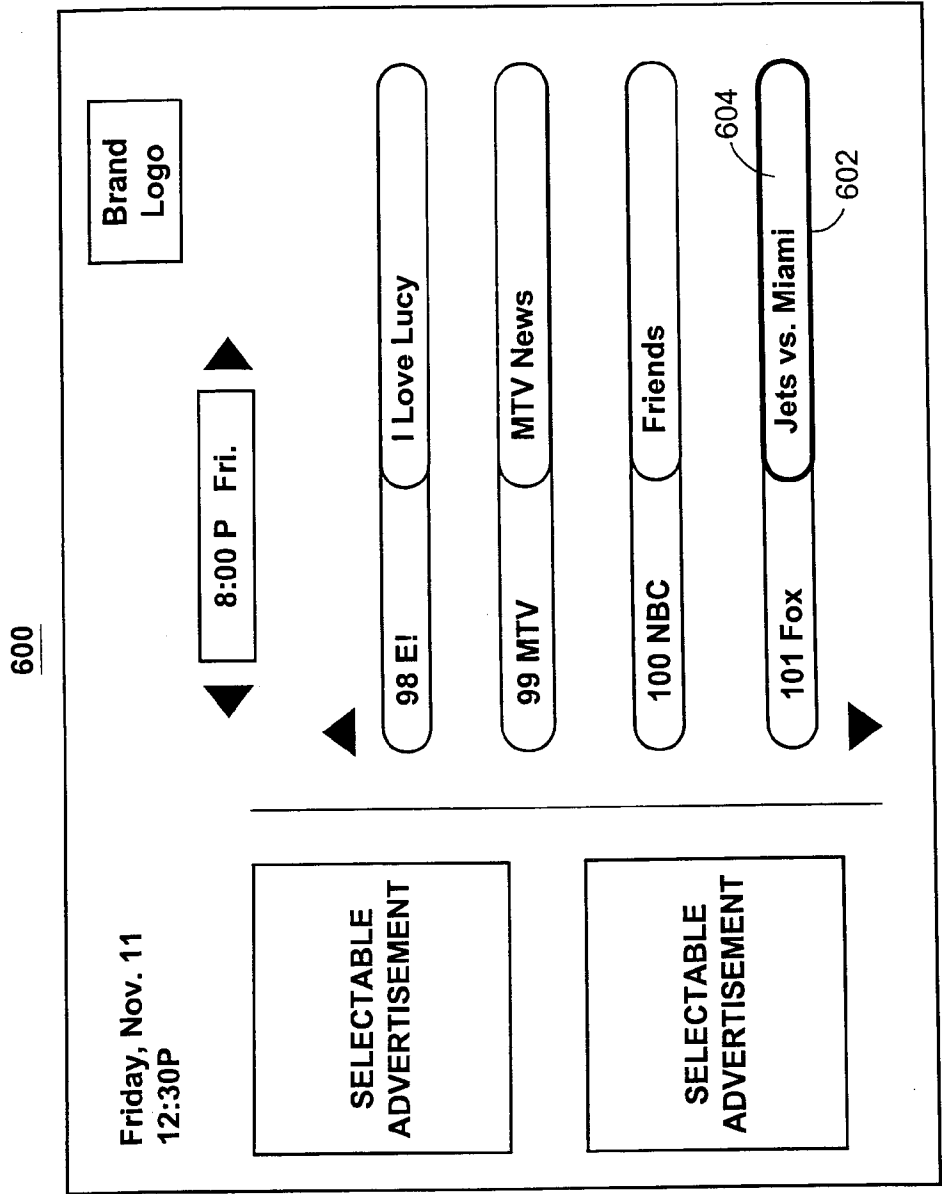 600
Friday, Nov. 11
12:30P
Brand
Logo
8:00 P Fri.
SELECTABLE
ADVERTISEMENT
SELECTABLE
ADVERTISEMENT
98 E! I Love Lucy
99 MTV MTV News
100 NBC Friends
101 Fox Jets vs. Miami
604
602